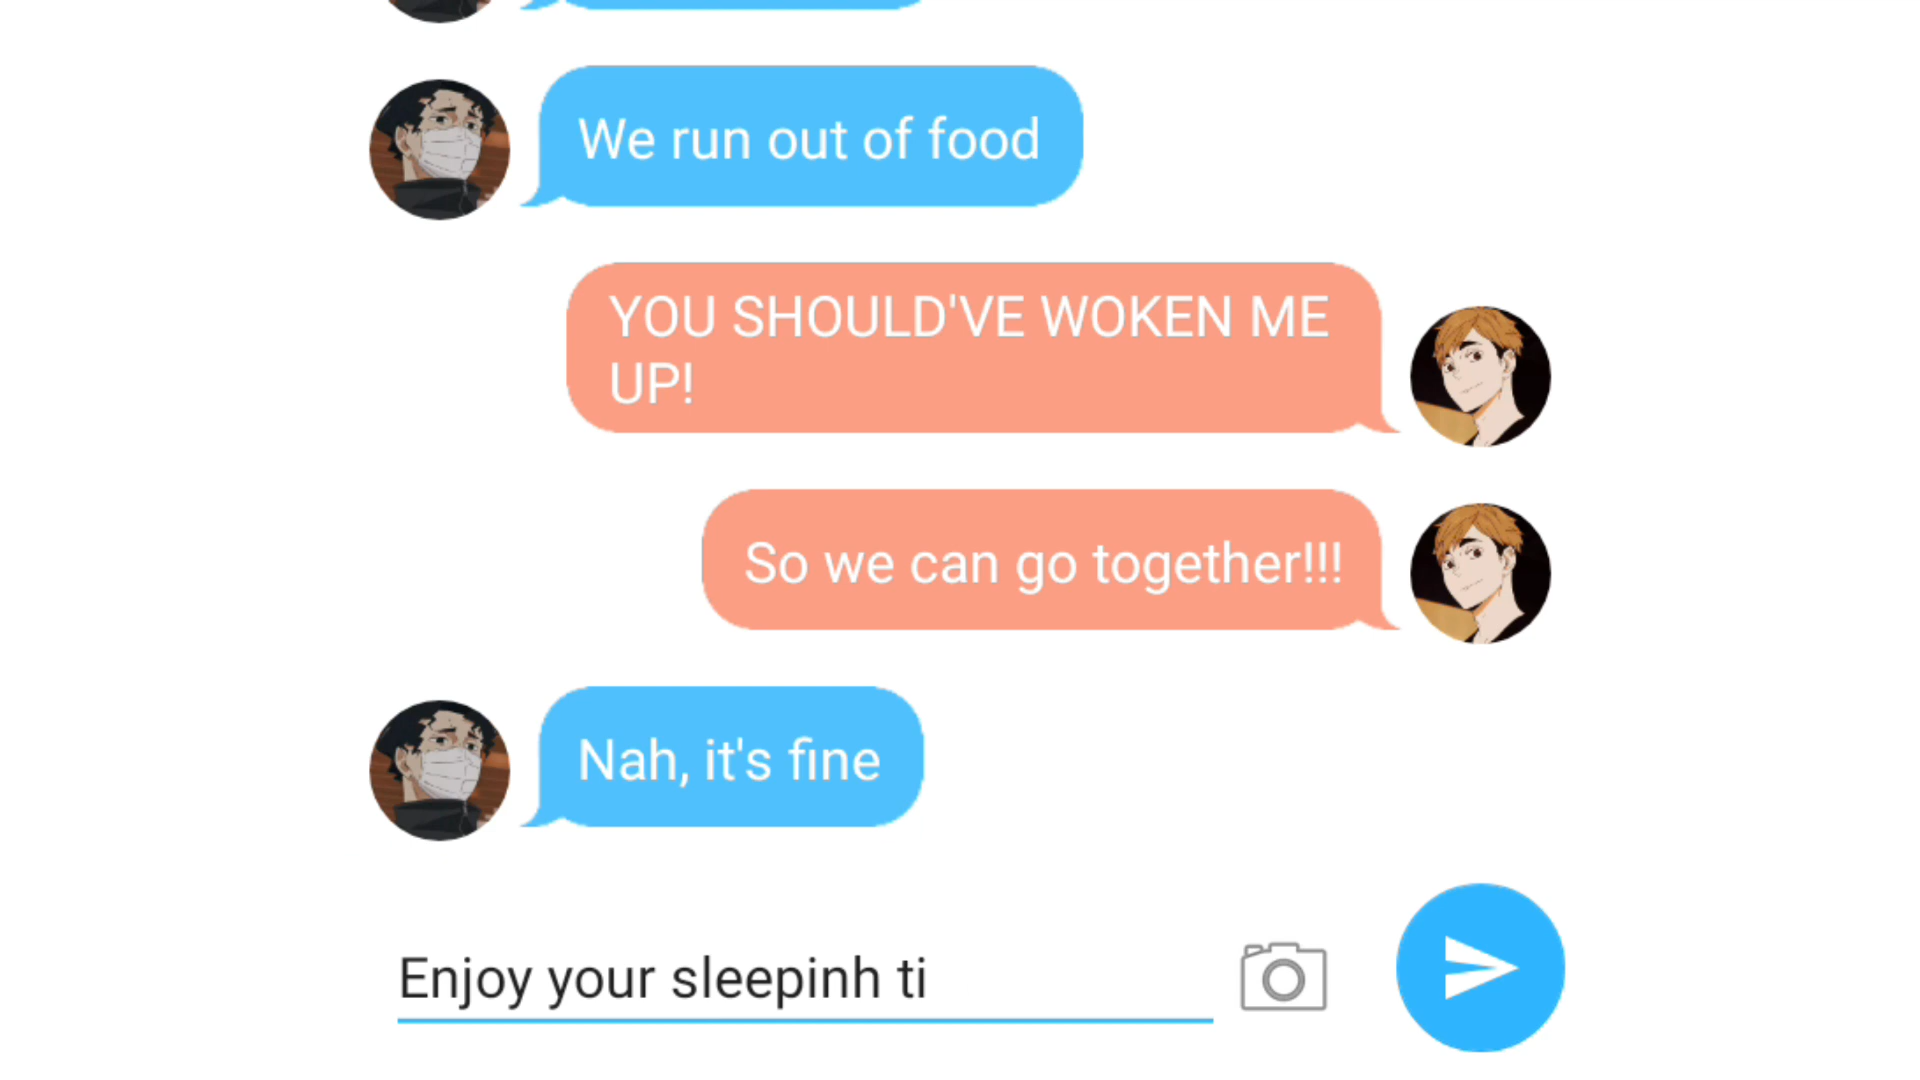 We run out of food
YOU SHOULD'VE WOKEN ME
UP!
So we can go together!!!
Nah, it's fine
Enjoy your sleepinh ti